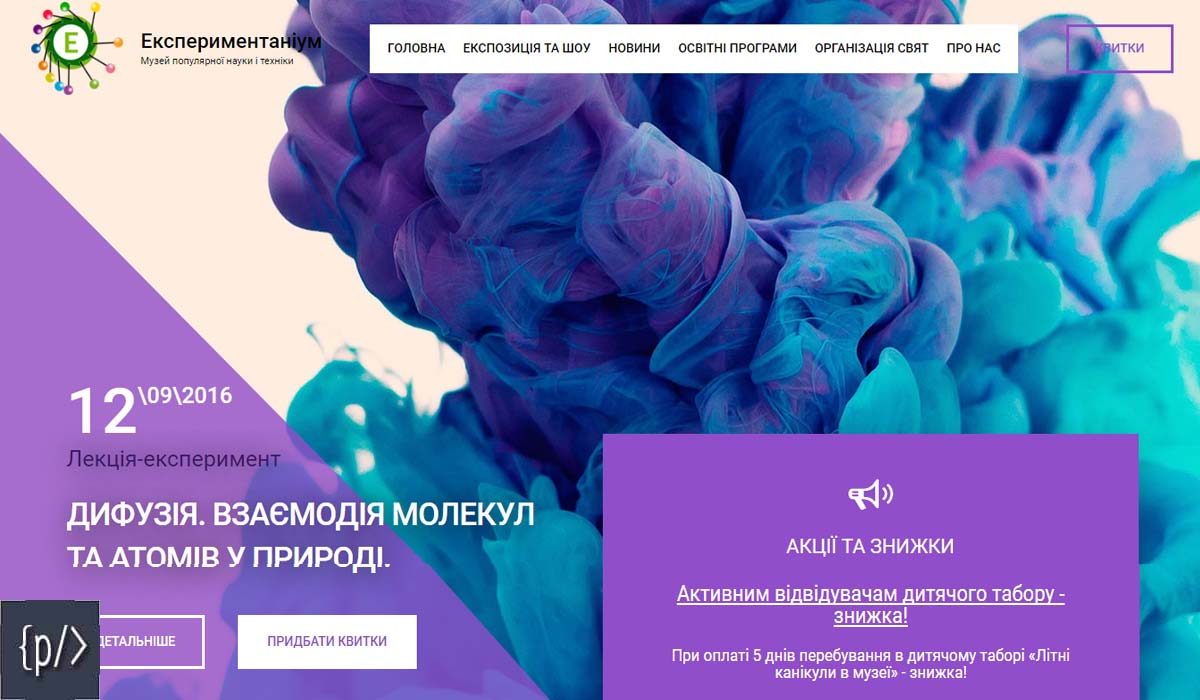 E
Експериментаніум
Музей популярної науки і техніки
ГОЛОВНА ЕКСПОЗИЦІЯ ТА ШОУ НОВИНИ ОСВІТНІ ПРОГРАМИ ОРГАНІЗАЦІЯ СВЯТ ПРО НАС
КВИТКИ
12\09\2016
Лекція-експеримент
ДИФУЗІЯ. ВЗАЄМОДІЯ МОЛЕКУЛ
ТА АТОМІВ У ПРИРОДІ.
ДЕТАЛЬНІШЕ
ПРИДБАТИ КВИТКИ
{p/>
АКЦІЇ ТА ЗНИЖКИ
Активним відвідувачам дитячого табору -
знижка!
При оплаті 5 днів перебування в дитячому таборі «Літні
канікули в музеї» - знижка!